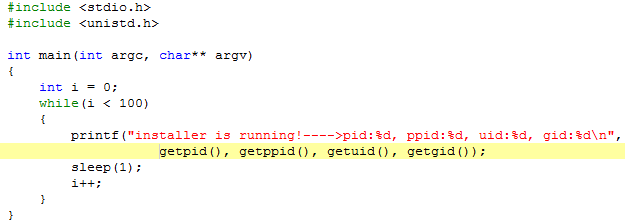 #include <stdio.h>
#include <unistd.h>
int main(int argc, char** argv)
{
int i = 0;
while(i < 100)
{
printf("installer is running!---->pid:%d, ppid:%d, uid:%d, gid:%d\n",
getpid(), getppid(), getuid(), getgid());
sleep(1);
i++;
}
}